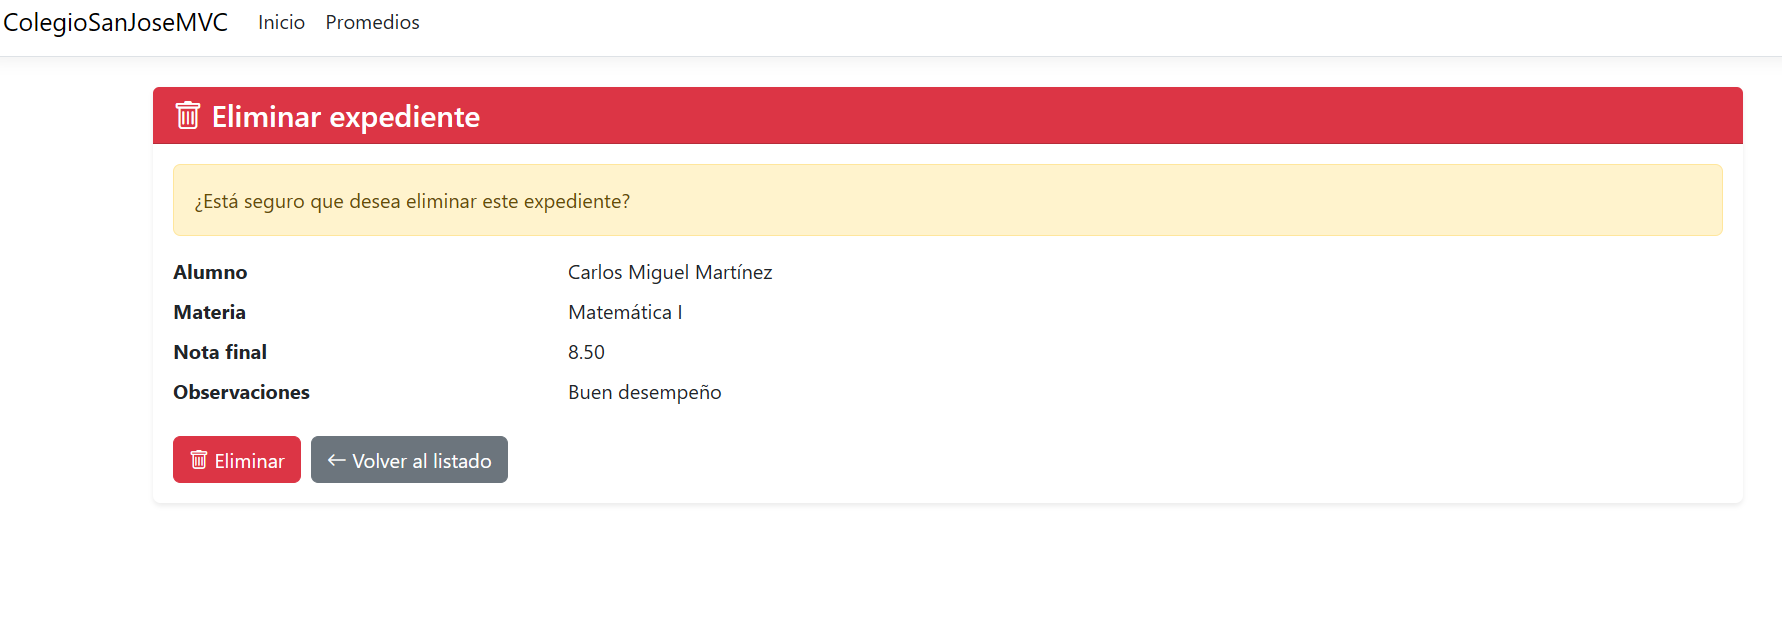 ColegioSanJoseMVC Inicio Promedios
Eliminar expediente
¿Está seguro que desea eliminar este expediente?
Alumno Carlos Miguel Martínez
Materia Matemática I
Nota final 8.50
Observaciones Buen desempeño
Eliminar ← Volver al listado